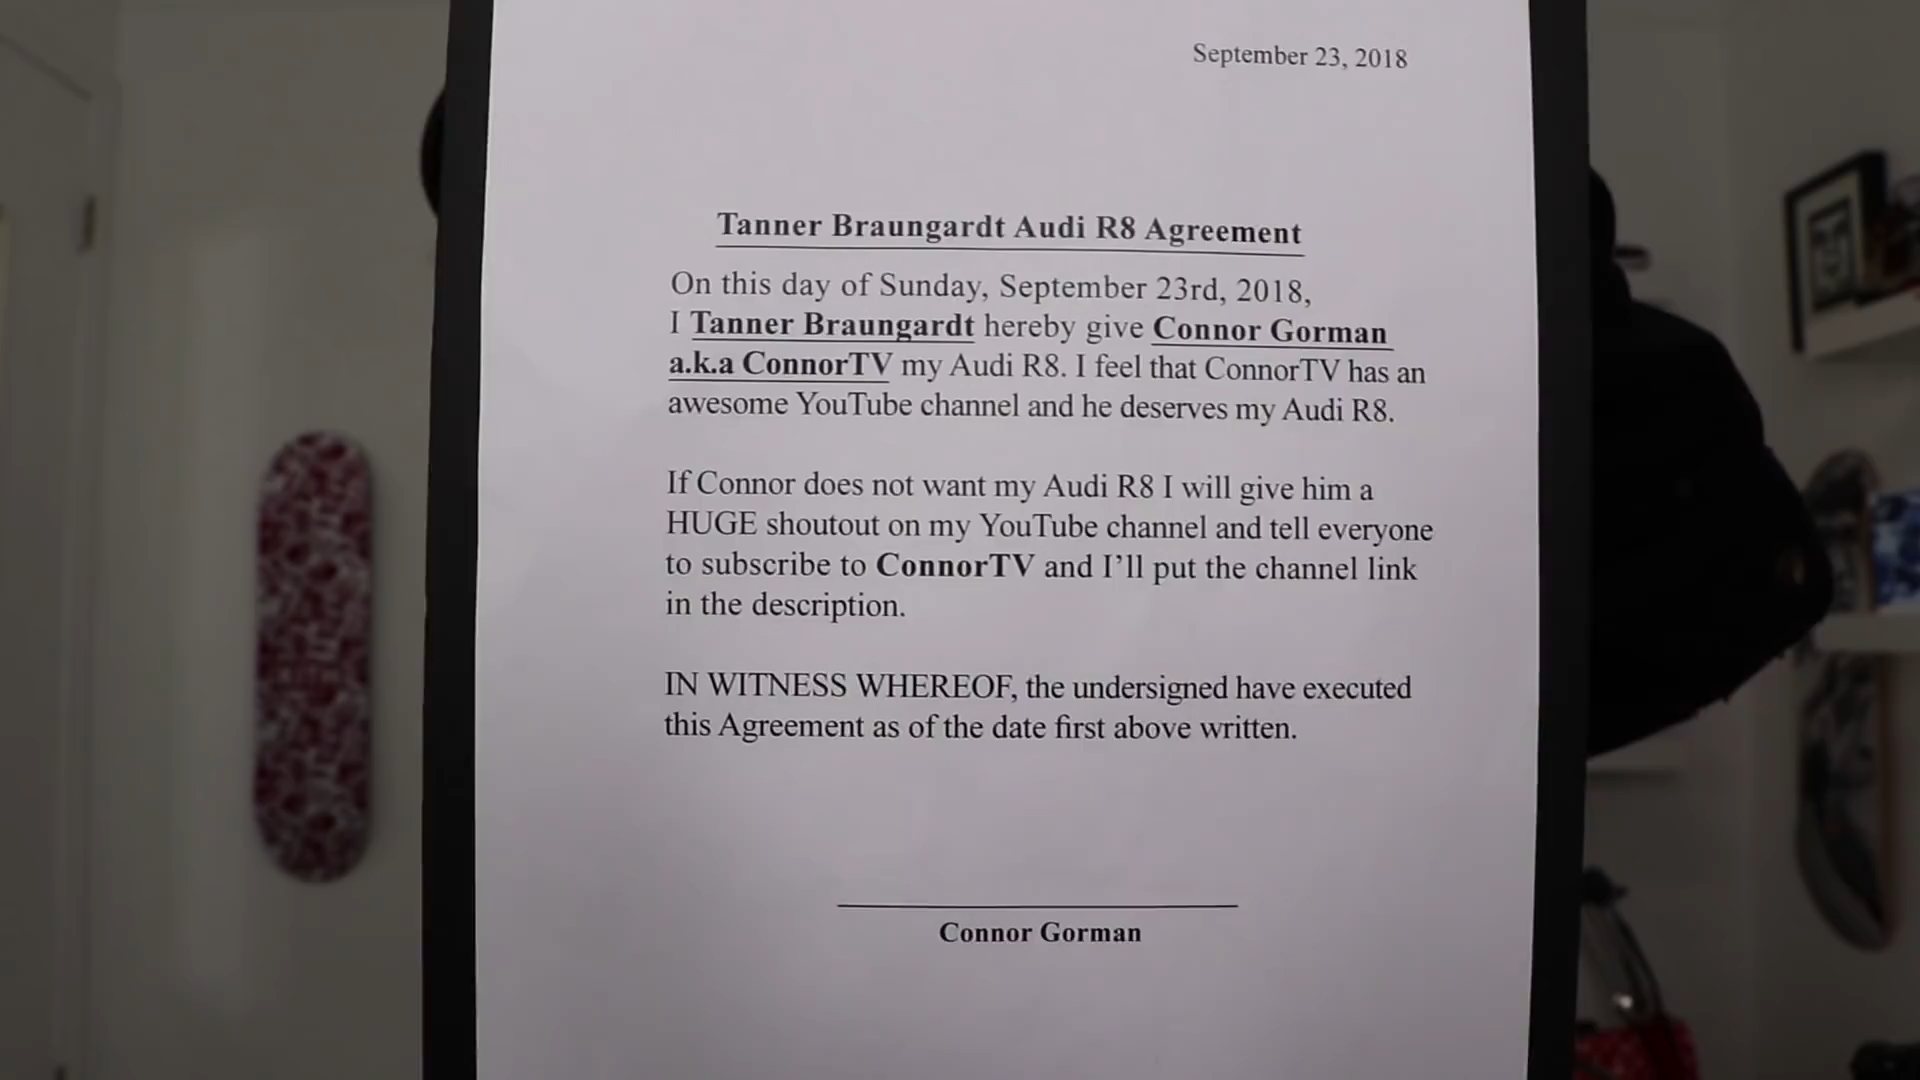 September 23, 2018
Tanner Braungardt Audi R8 Agreement
On this day of Sunday, September 23rd, 2018,
I Tanner Braungardt hereby give Connor Gorman
a.k.a ConnorTV my Audi R8. I feel that ConnorTV has an
awesome YouTube channel and he deserves my Audi R8.
If Connor does not want my Audi R8 I will give him a
HUGE shoutout on my YouTube channel and tell everyone
to subscribe to ConnorTV and I’ll put the channel link
in the description.
IN WITNESS WHEREOF, the undersigned have executed
this Agreement as of the date first above written.
Connor Gorman